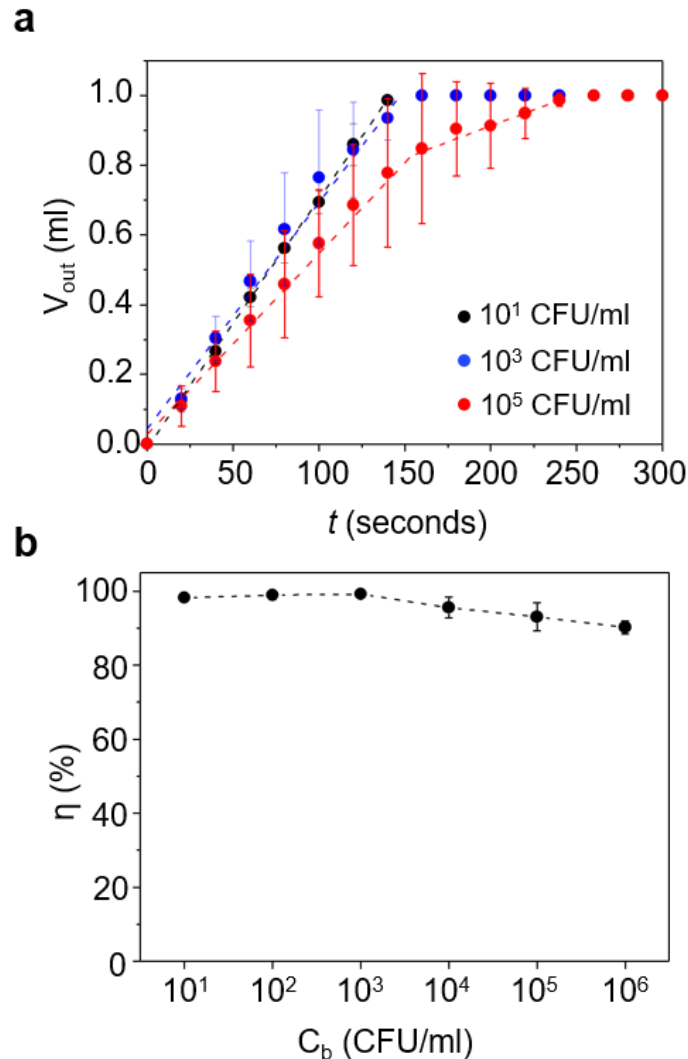 a
1.0
0.8
0.6
0.4
0.2
0.0
V_out (ml)
10¹ CFU/ml
10³ CFU/ml
10⁵ CFU/ml
0 50 100 150 200 250 300
t (seconds)
b
100
80
60
40
20
0
η (%)
10¹ 10² 10³ 10⁴ 10⁵ 10⁶
C_b (CFU/ml)